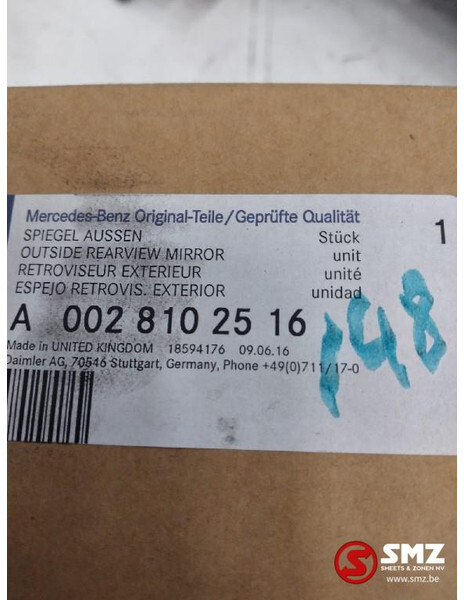 Mercedes-Benz Original-Teile/Geprüfte Qualität
SPIEGEL AUSSEN Stück 1
OUTSIDE REARVIEW MIRROR unit
RETROVISEUR EXTERIEUR unité
ESPEJO RETROVIS. EXTERIOR unidad
A 002 810 25 16
Made in UNITED KINGDOM 18594176 09.06.16
Daimler AG, 70546 Stuttgart, Germany, Phone +49(0)711/17-0
148
SMZ
SMEETS & ZONEN NV
www.smz.be